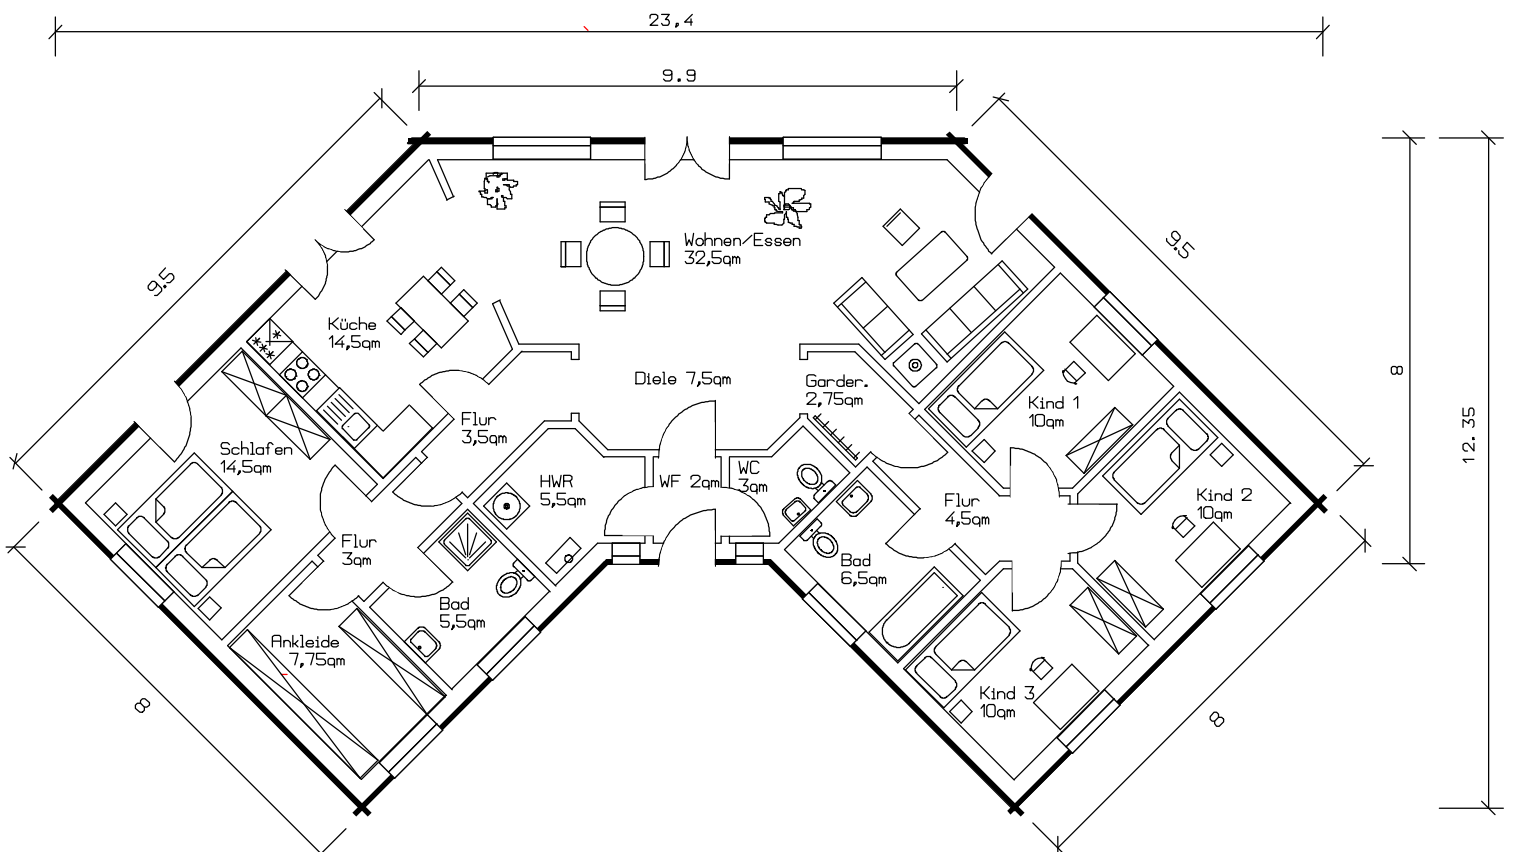 23,4
9.9
9.5
9.5
8
12.35
Wohnen/Essen
32,5qm
Küche
14,5qm
Diele 7,5qm
Garder.
2,75qm
Kind 1
10qm
Flur
3,5qm
Schlafen
14,5qm
HWR
5,5qm
WF 2qm
WC
3qm
Flur
4,5qm
Kind 2
10qm
Flur
3qm
Bad
6,5qm
Bad
5,5qm
Ankleide
7,75qm
Kind 3
10qm
8
8